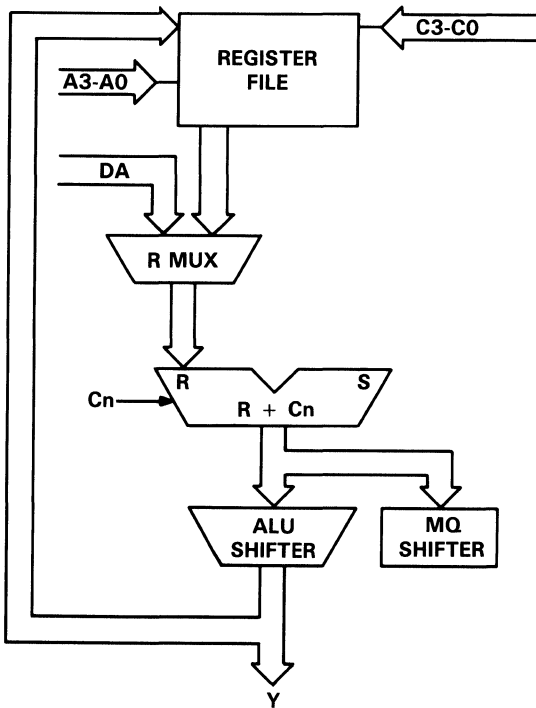 REGISTER
FILE
C3-C0
A3-A0
DA
R MUX
R
S
Cn
R + Cn
ALU
SHIFTER
MQ
SHIFTER
Y